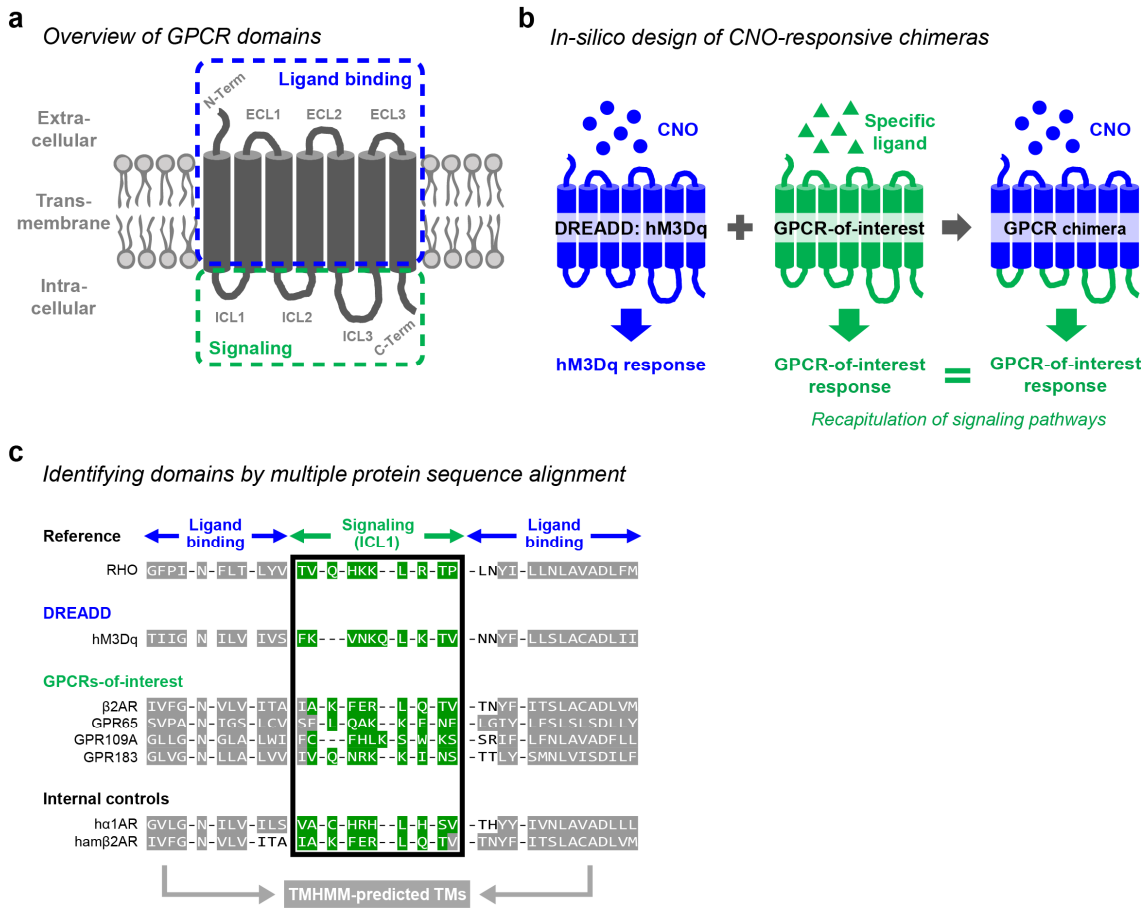 a
Overview of GPCR domains
Extra-
cellular
Trans-
membrane
Intra-
cellular
Ligand binding
N-Term
ECL1
ECL2
ECL3
ICL1
ICL2
ICL3
C-Term
Signaling
b
In-silico design of CNO-responsive chimeras
CNO
Specific
ligand
CNO
DREADD: hM3Dq
GPCR-of-interest
GPCR chimera
hM3Dq response
GPCR-of-interest
response
=
GPCR-of-interest
response
Recapitulation of signaling pathways
c
Identifying domains by multiple protein sequence alignment
Reference
Ligand
binding
Signaling
(ICL1)
Ligand
binding
RHO GFPI-N-FLT-LYV TV-Q-HKK--L-R-TP -LNYI-LLNLAVADLFM
DREADD
hM3Dq TIIG-N-ILV-IVS FK---VNKQ-L-K-TV -NNYF-LLSLACADLII
GPCRs-of-interest
β2AR IVFG-N-VLV-ITA IA-K-FER--L-Q-TV -TNYF-ITSLACADLVM
GPR65 SVPA-N-IGS-LCV SF-L-QAK--K-E-NE -LGIY-LFSLSLSDLLY
GPR109A GLLG-N-GLA-LWI FC---FHLK-S-W-KS -SRIF-LFNLAVADFLL
GPR183 GLVG-N-LLA-LVV IV-Q-NRK--K-I-NS -TTLY-SMNLVISDILF
Internal controls
hα1AR GVLG-N-ILV-ILS VA-C-HRH--L-H-SV -THYY-IVNLAVADLLL
hamβ2AR IVFG-N-VLV-ITA IA-K-FER--L-Q-TV -TNYF-ITSLACADLVM
TMHMM-predicted TMs